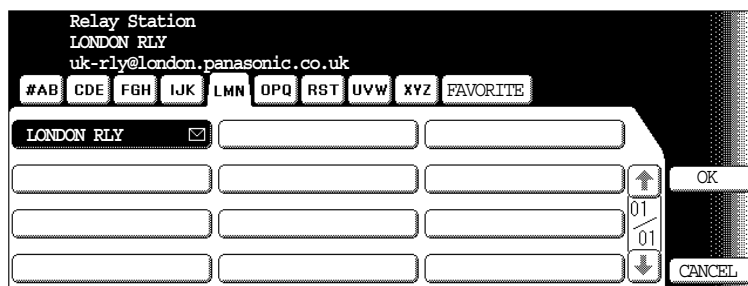 Relay Station
LONDON RLY
uk-rly@london.panasonic.co.uk
#AB CDE FGH IJK LMN OPQ RST UVW XYZ FAVORITE
LONDON RLY
OK
01/01
CANCEL